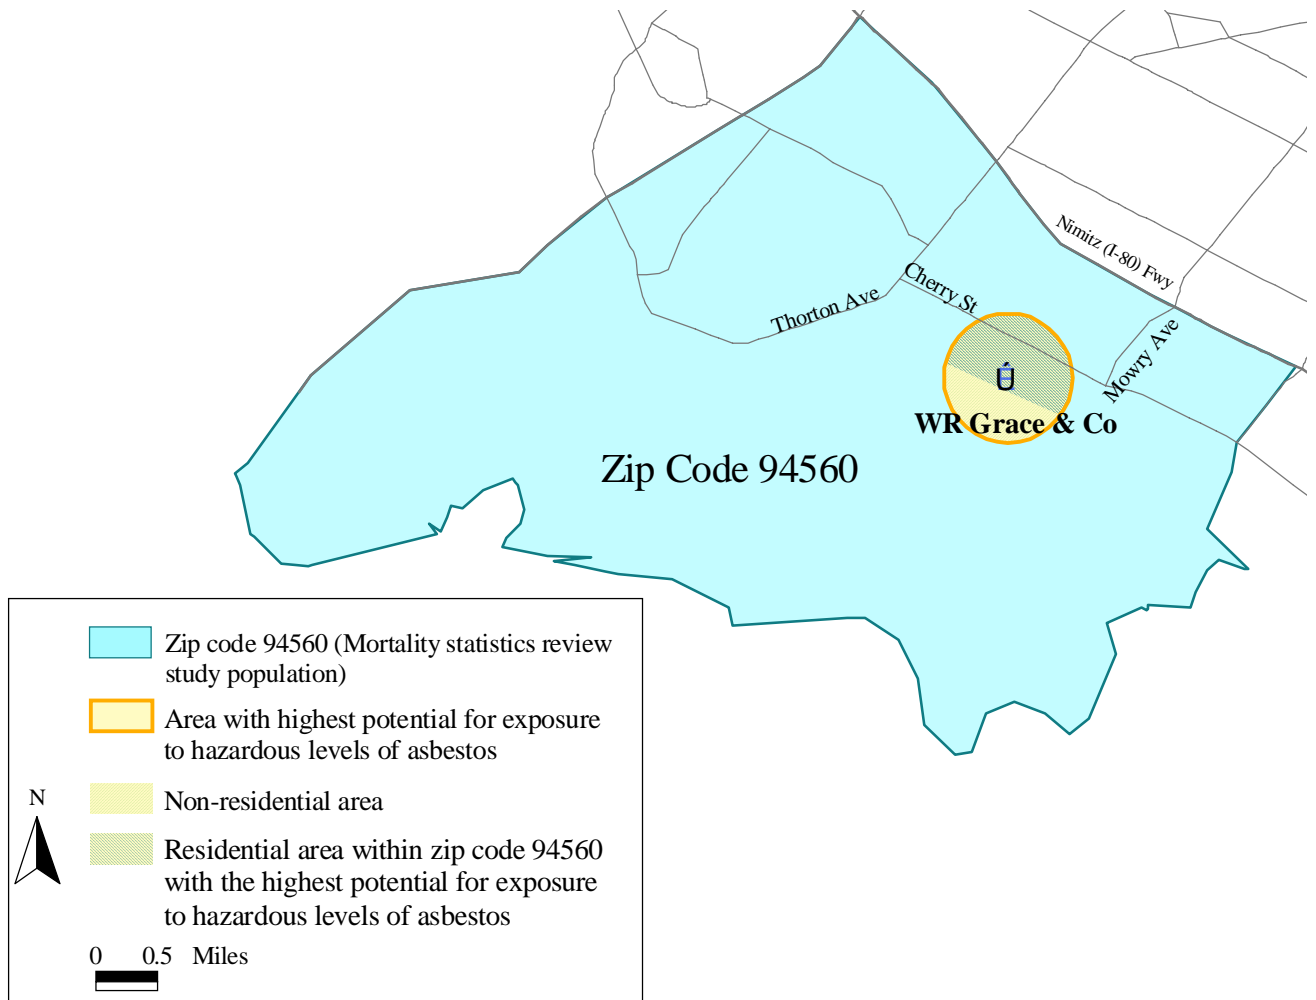 Nimitz (I-80) Fwy
Cherry St
Thorton Ave
Mowry Ave
WR Grace & Co
Zip Code 94560
Zip code 94560 (Mortality statistics review
study population)
Area with highest potential for exposure
to hazardous levels of asbestos
Non-residential area
N
Residential area within zip code 94560
with the highest potential for exposure
to hazardous levels of asbestos
0 0.5 Miles